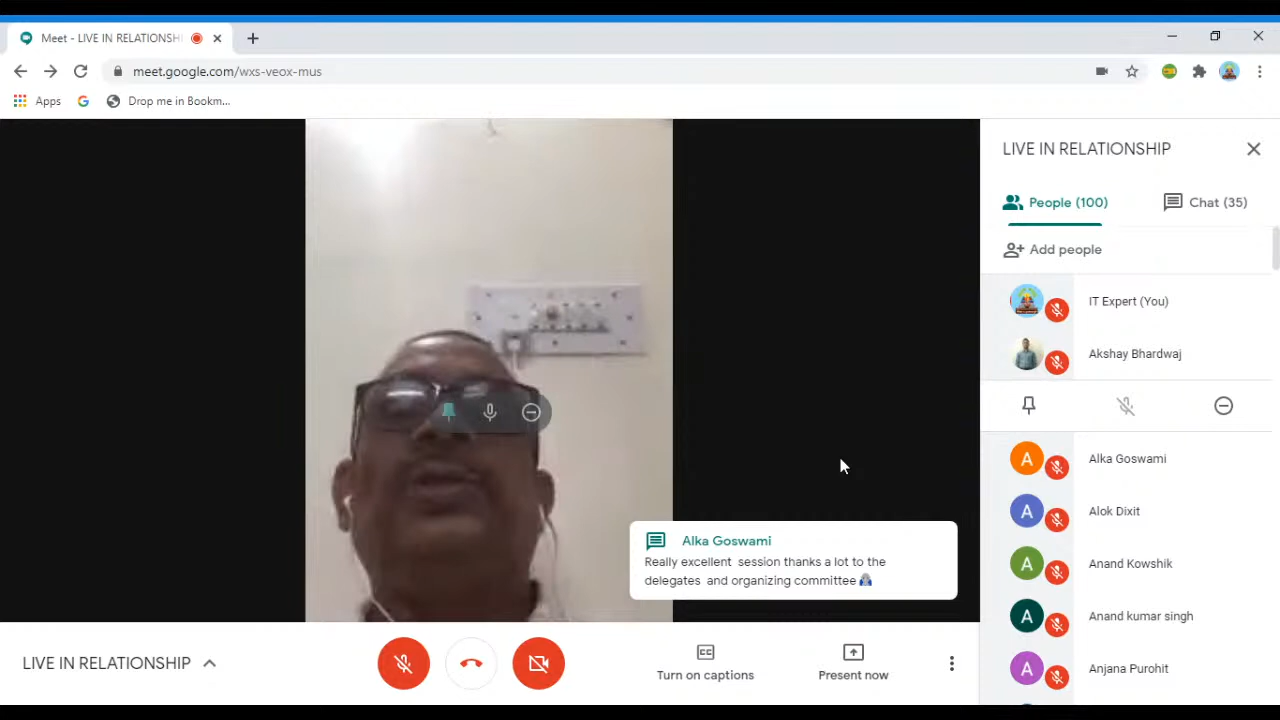 Meet - LIVE IN RELATIONSH
meet.google.com/wxs-veox-mus
Apps
Drop me in Bookm...
LIVE IN RELATIONSHIP
People (100)
Chat (35)
Add people
IT Expert (You)
Akshay Bhardwaj
A Alka Goswami
A Alok Dixit
A Anand Kowshik
A Anand kumar singh
A Anjana Purohit
Alka Goswami
Really excellent session thanks a lot to the
delegates and organizing committee
LIVE IN RELATIONSHIP
CC
Turn on captions
Present now